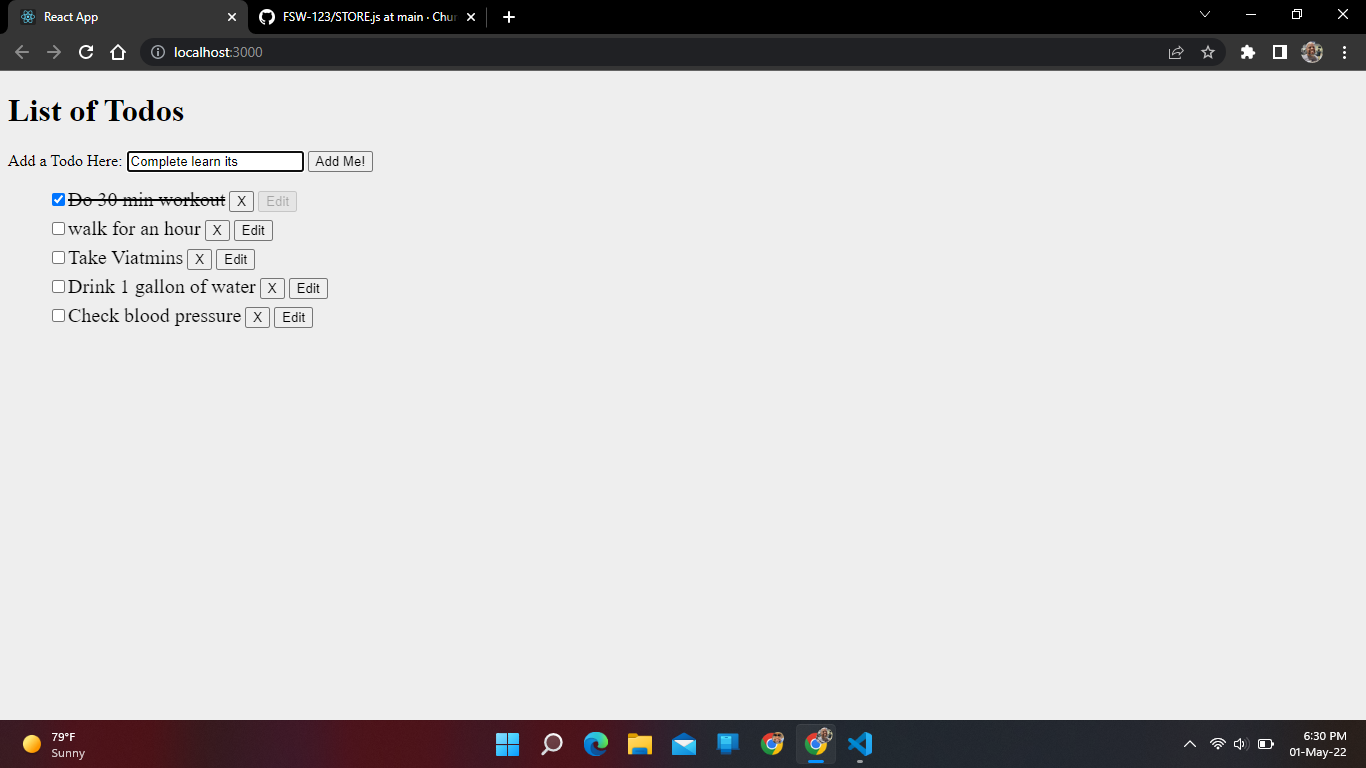 React App
FSW-123/STORE.js at main · Chur
localhost:3000
List of Todos
Add a Todo Here: Complete learn its Add Me!
Do 30 min workout X Edit
walk for an hour X Edit
Take Viatmins X Edit
Drink 1 gallon of water X Edit
Check blood pressure X Edit
79°F
Sunny
6:30 PM
01-May-22